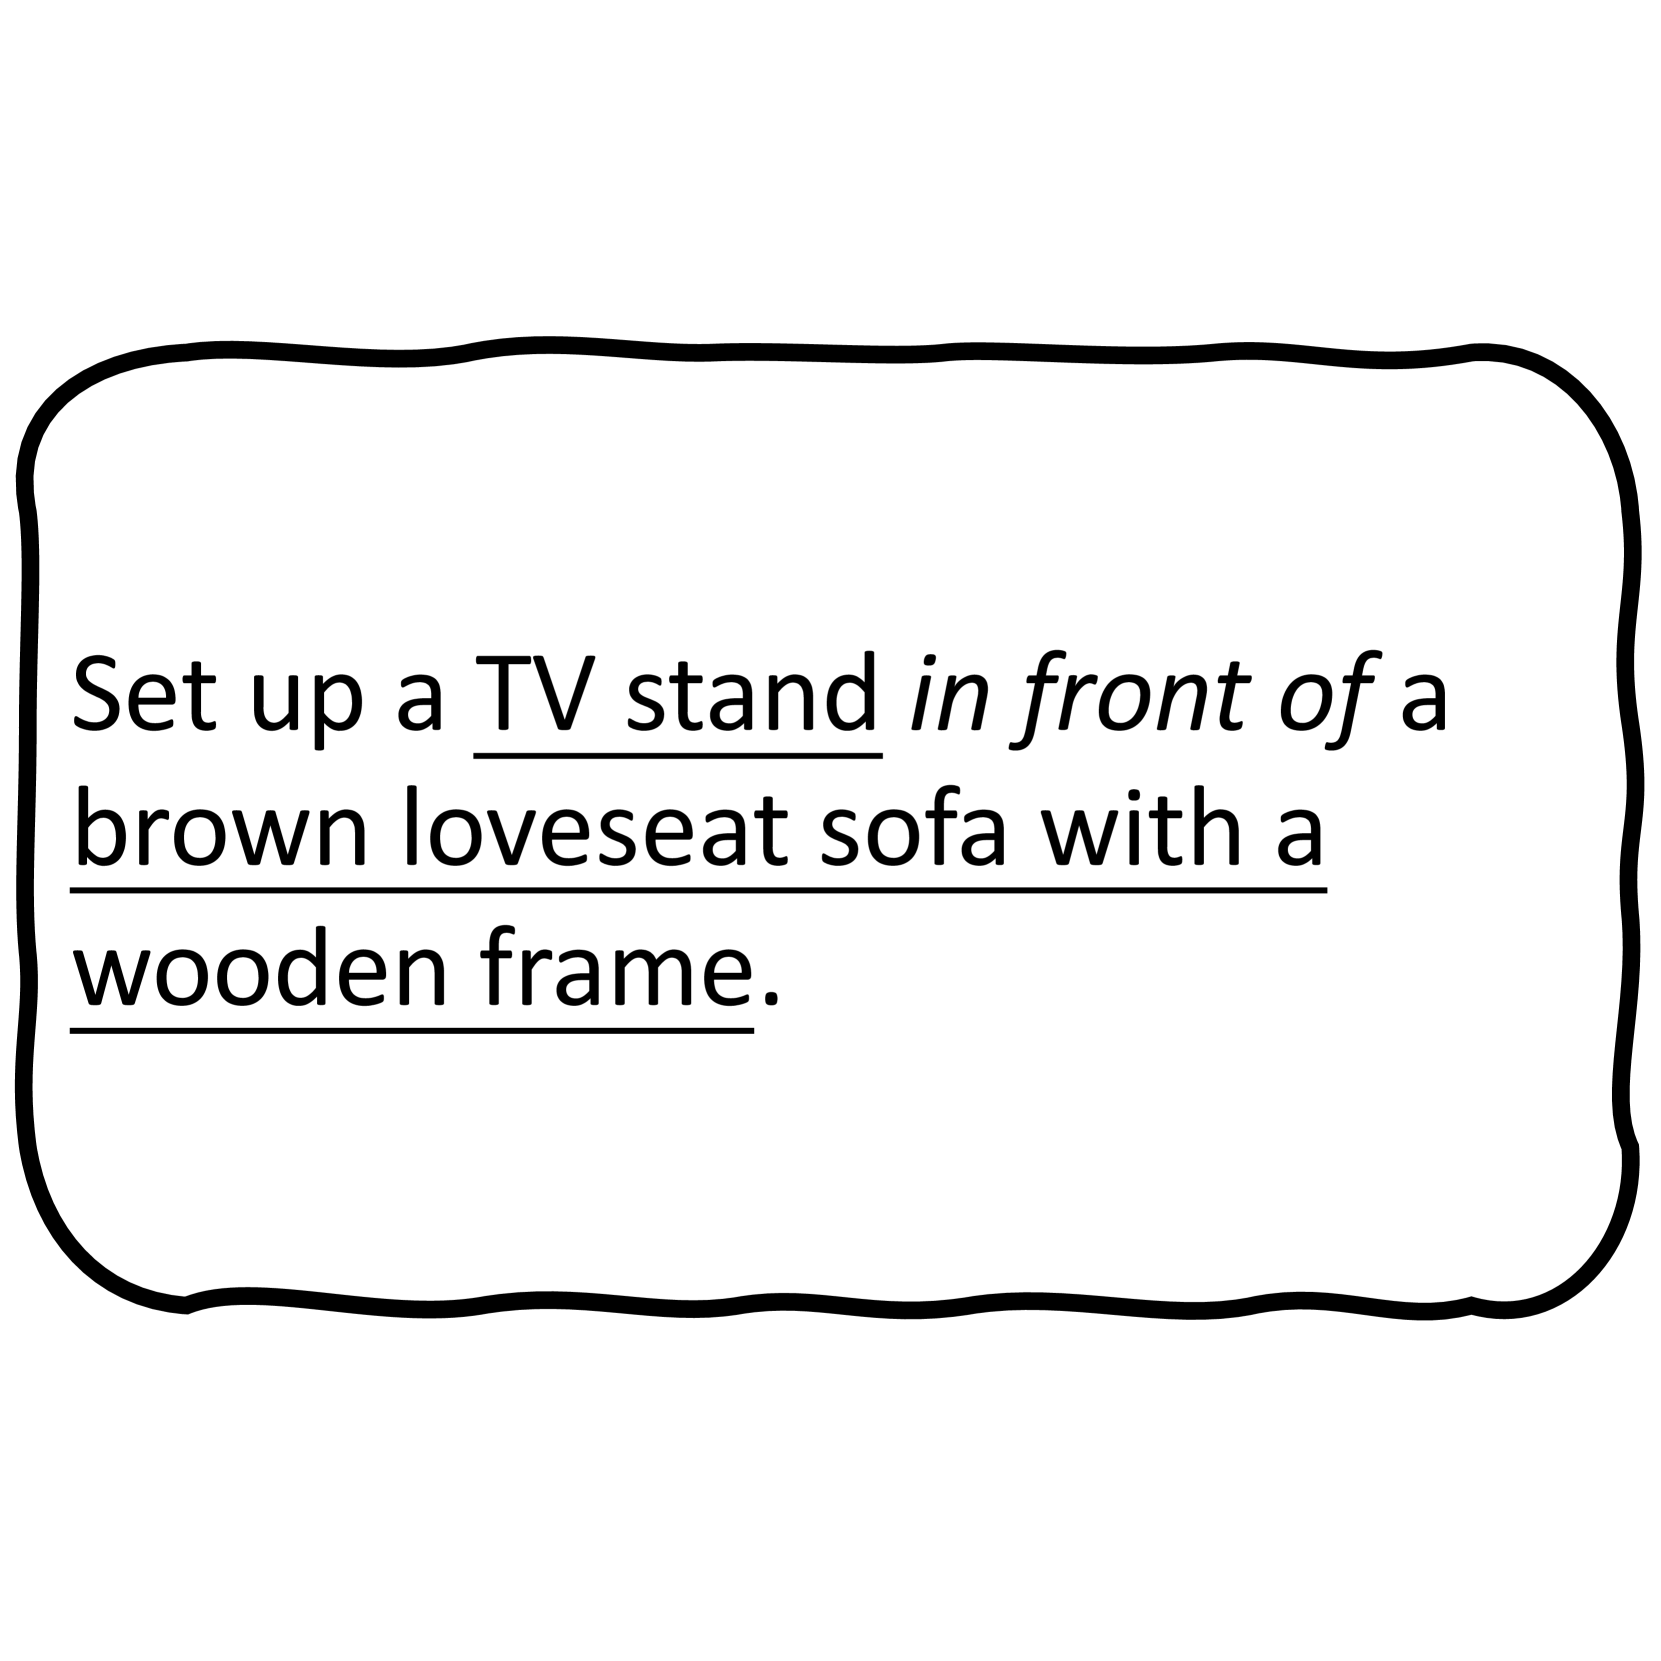 Set up a TV stand in front of a
brown loveseat sofa with a
wooden frame.